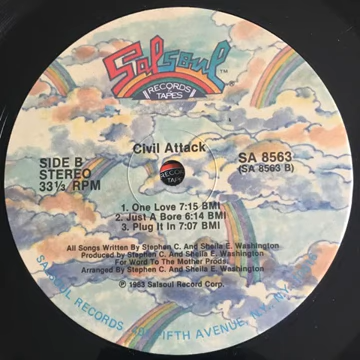 Salsoul TM
RECORDS
TAPES
Civil Attack
SIDE B
STEREO
33⅓ RPM
SA 8563
(SA 8563 B)
1. One Love 7:15 BMI
2. Just A Bore 6:14 BMI
3. Plug It In 7:07 BMI
All Songs Written By Stephen C. And Sheila E. Washington
Produced by Stephen C. And Sheila E. Washington
For Word To The Mother Prods.
Arranged By Stephen C. And Sheila E. Washington
℗ 1983 Salsoul Record Corp.
SALSOUL RECORDS FIFTH AVENUE, N.Y., N.Y.